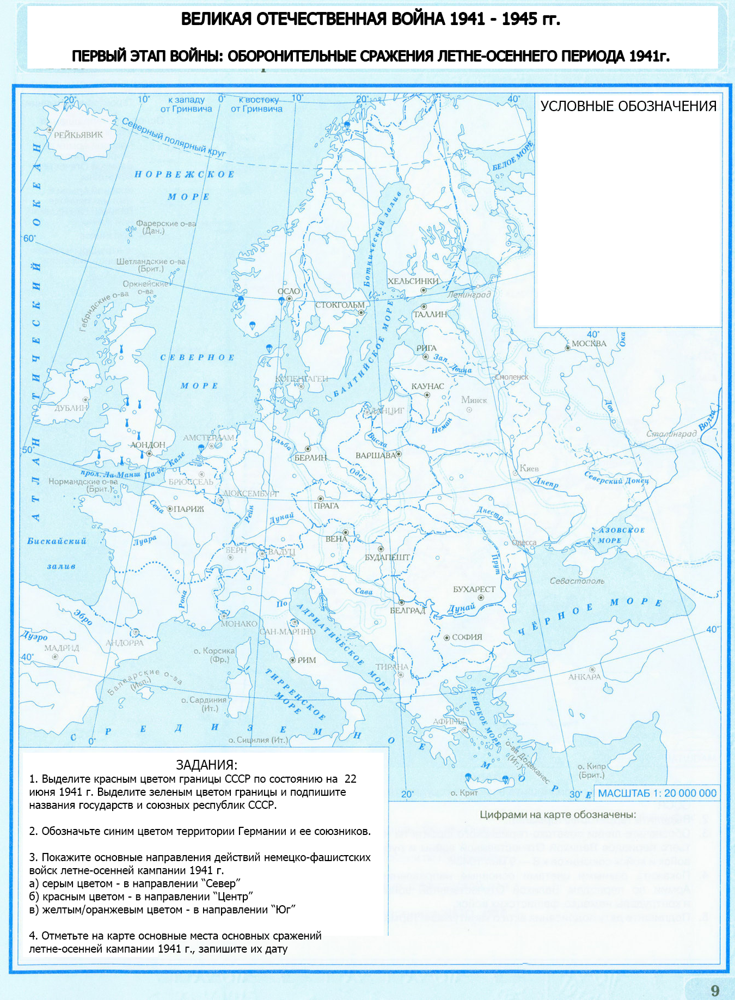 ВЕЛИКАЯ ОТЕЧЕСТВЕННАЯ ВОЙНА 1941 - 1945 гг.
ПЕРВЫЙ ЭТАП ВОЙНЫ: ОБОРОНИТЕЛЬНЫЕ СРАЖЕНИЯ ЛЕТНЕ-ОСЕННЕГО ПЕРИОДА 1941г.
20°
10°
к западу
от Гринвича
0°
к востоку
от Гринвича
10°
20°
40°
УСЛОВНЫЕ ОБОЗНАЧЕНИЯ
РЕЙКЬЯВИК
Северный полярный круг
БЕЛОЕ МОРЕ
НОРВЕЖСКОЕ
МОРЕ
АТЛАНТИЧЕСКИЙ ОКЕАН
Фарерские о-ва
(Дан.)
60°
Шетландские о-ва
(Брит.)
Оркнейские
о-ва
Гебридские о-ва
Ботнический залив
ХЕЛЬСИНКИ
ОСЛО
СТОКГОЛЬМ
Ленинград
ТАЛЛИН
40°
Ока
МОСКВА
РИГА
Зап. Двина
СЕВЕРНОЕ
МОРЕ
БАЛТИЙСКОЕ МОРЕ
КОПЕНГАГЕН
Смоленск
КАУНАС
Минск
ДУБЛИН
ДАНЦИГ
Неман
Дон
Волга
Сталинград
50°
АМСТЕРДАМ
ЛОНДОН
Эльба
БЕРЛИН
Висла
ВАРШАВА
прол. Ла-Манш
Па-де-Кале
Одер
Киев
Днепр
Северский Донец
Нормандские о-ва
(Брит.)
БРЮССЕЛЬ
ЛЮКСЕМБУРГ
Сена
ПАРИЖ
Рейн
Дунай
ПРАГА
Днестр
АЗОВСКОЕ
МОРЕ
Бискайский
залив
Луара
ВЕНА
БЕРН
ВАДУЦ
БУДАПЕШТ
Прут
Одесса
Севастополь
Рона
Сава
БУХАРЕСТ
По
БЕЛГРАД
Дунай
ЧЁРНОЕ МОРЕ
Эбро
МОНАКО
САН-МАРИНО
АДРИАТИЧЕСКОЕ МОРЕ
СОФИЯ
40°
Дуэро
МАДРИД
АНДОРРА
о. Корсика
(Фр.)
40°
РИМ
ТИРАНА
АНКАРА
Балеарские о-ва
(Исп.)
ТИРРЕНСКОЕ
МОРЕ
ЭГЕЙСКОЕ МОРЕ
о. Сардиния
(Ит.)
АФИНЫ
СРЕДИЗЕМНОЕ МОРЕ
0°
о. Сицилия (Ит.)
о-ва Додеканес
(Ит.)
о. Кипр
(Брит.)
20°
о. Крит
30°
МАСШТАБ 1: 20 000 000
Цифрами на карте обозначены:
ЗАДАНИЯ:
1. Выделите красным цветом границы СССР по состоянию на 22
июня 1941 г. Выделите зеленым цветом границы и подпишите
названия государств и союзных республик СССР.
2. Обозначьте синим цветом территории Германии и ее союзников.
3. Покажите основные направления действий немецко-фашистских
войск летне-осенней кампании 1941 г.
а) серым цветом - в направлении “Север”
б) красным цветом - в направлении “Центр”
в) желтым/оранжевым цветом - в направлении “Юг”
4. Отметьте на карте основные места основных сражений
летне-осенней кампании 1941 г., запишите их дату
9